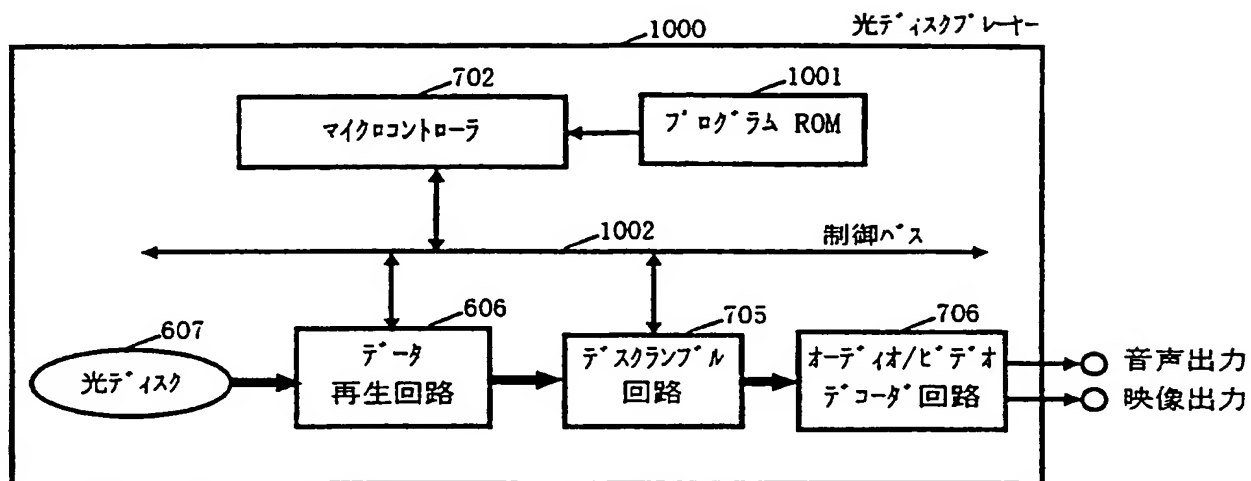 1000
光ディスクプレーヤー
702
1001
マイクロコントローラ
プログラム ROM
1002
制御バス
607
606
705
706
光ディスク
データ
再生回路
デスクランブル
回路
オーディオ/ビデオ
デコーダ回路
音声出力
映像出力